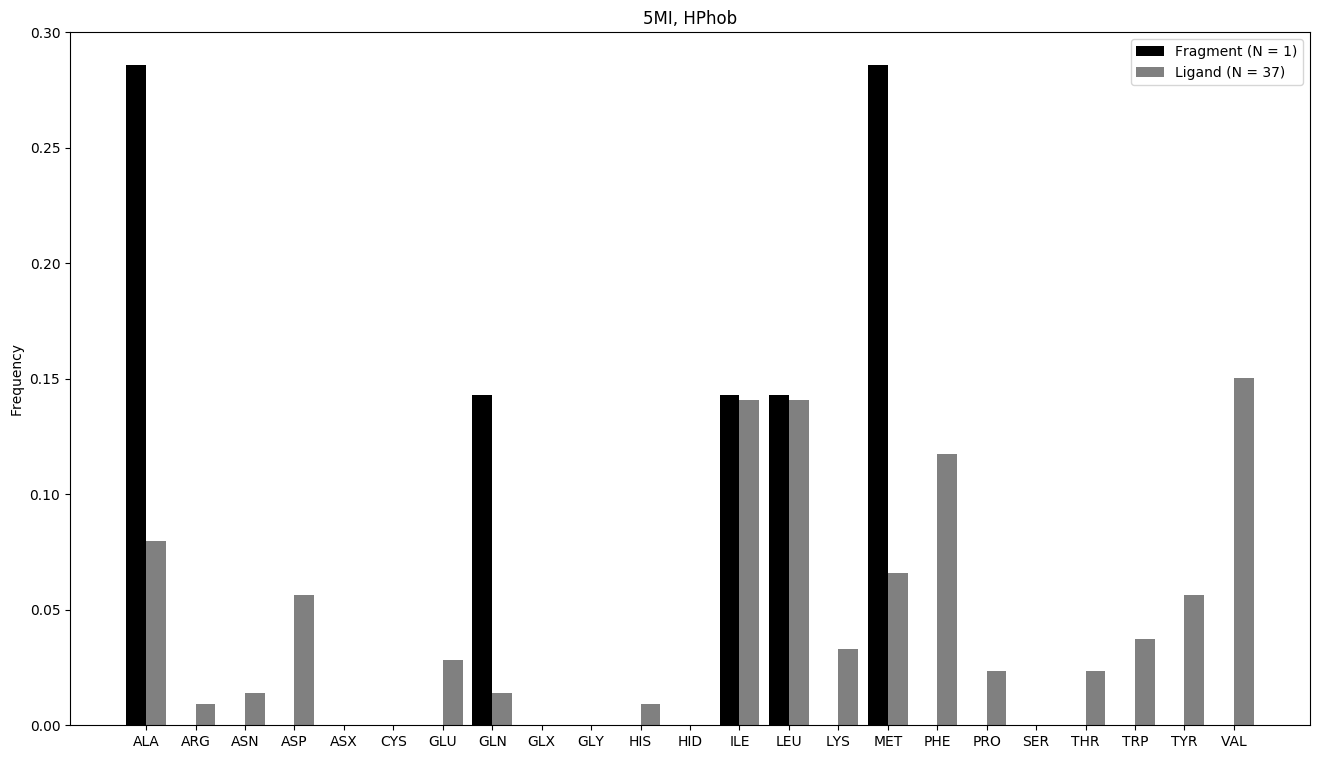 5MI, HPhob
Fragment (N = 1)
Ligand (N = 37)
Frequency
0.30
0.25
0.20
0.15
0.10
0.05
0.00
ALA ARG ASN ASP ASX CYS GLU GLN GLX GLY HIS HID ILE LEU LYS MET PHE PRO SER THR TRP TYR VAL